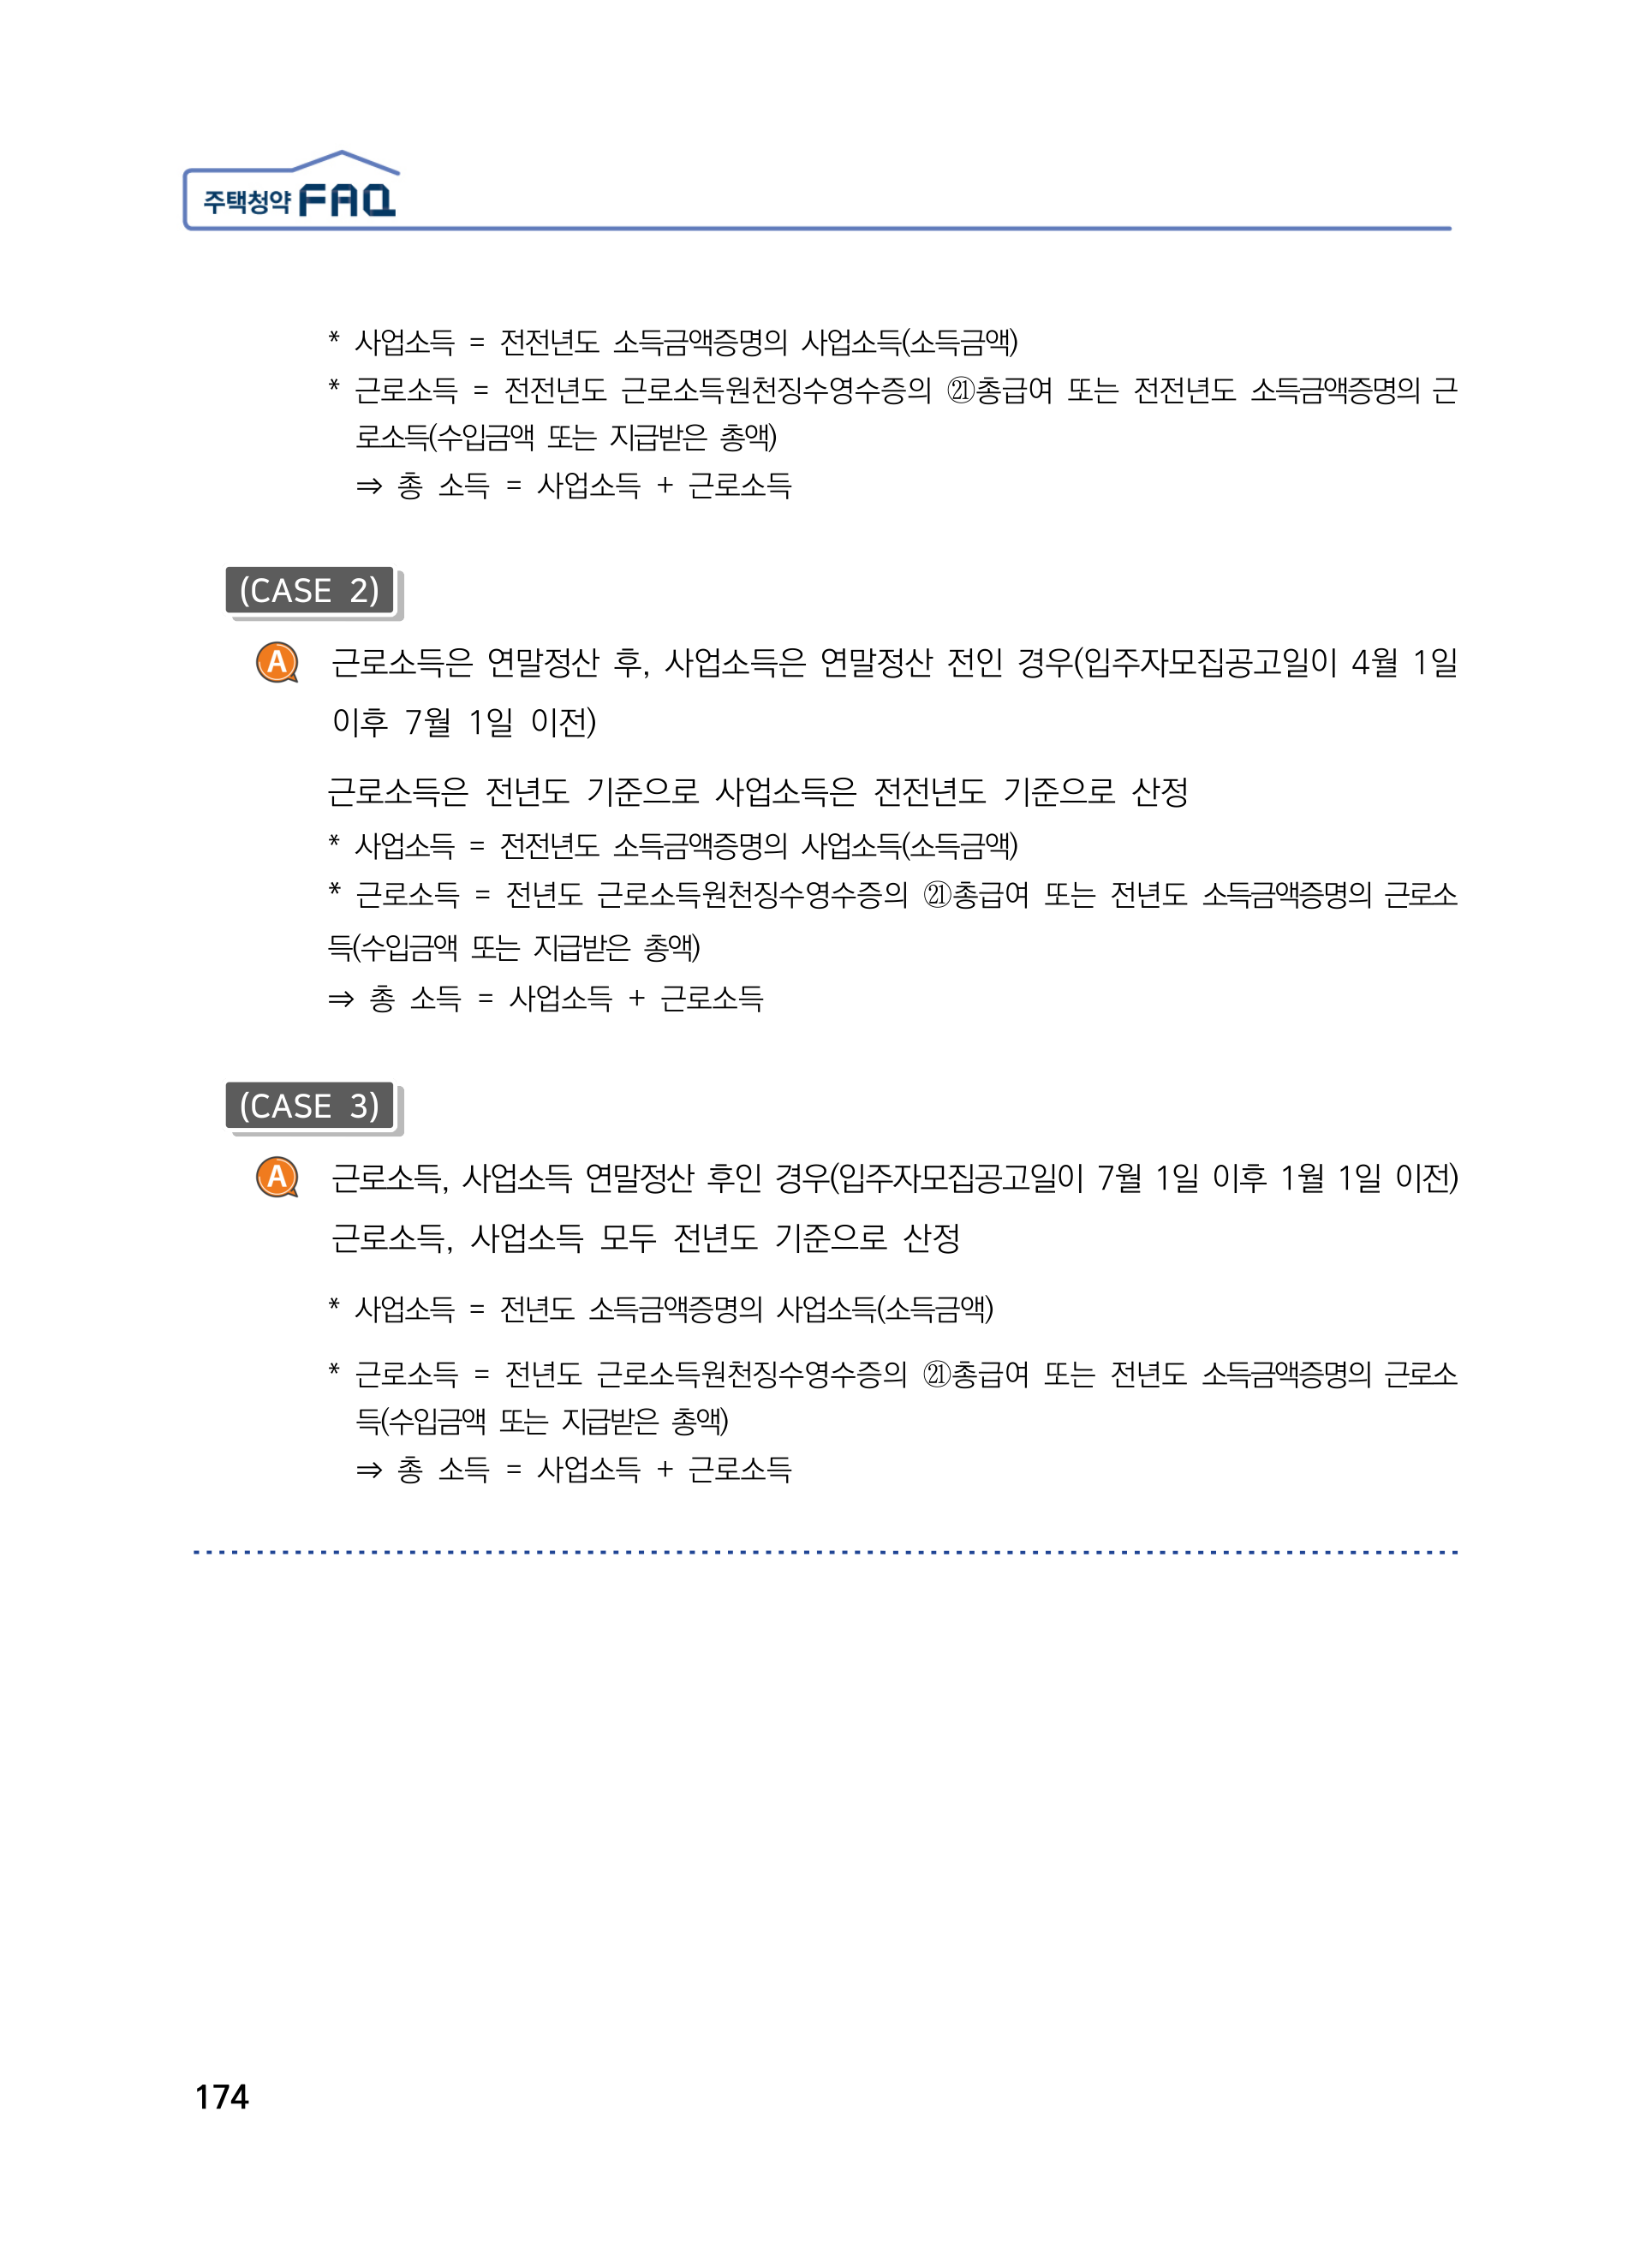 주택청약 FAQ
* 사업소득 = 전전년도 소득금액증명의 사업소득(소득금액)
* 근로소득 = 전전년도 근로소득원천징수영수증의 ㉑총급여 또는 전전년도 소득금액증명의 근
로소득(수입금액 또는 지급받은 총액)
⇒ 총 소득 = 사업소득 + 근로소득
(CASE 2)
A 근로소득은 연말정산 후, 사업소득은 연말정산 전인 경우(입주자모집공고일이 4월 1일
이후 7월 1일 이전)
근로소득은 전년도 기준으로 사업소득은 전전년도 기준으로 산정
* 사업소득 = 전전년도 소득금액증명의 사업소득(소득금액)
* 근로소득 = 전년도 근로소득원천징수영수증의 ㉑총급여 또는 전년도 소득금액증명의 근로소
득(수입금액 또는 지급받은 총액)
⇒ 총 소득 = 사업소득 + 근로소득
(CASE 3)
A 근로소득, 사업소득 연말정산 후인 경우(입주자모집공고일이 7월 1일 이후 1월 1일 이전)
근로소득, 사업소득 모두 전년도 기준으로 산정
* 사업소득 = 전년도 소득금액증명의 사업소득(소득금액)
* 근로소득 = 전년도 근로소득원천징수영수증의 ㉑총급여 또는 전년도 소득금액증명의 근로소
득(수입금액 또는 지급받은 총액)
⇒ 총 소득 = 사업소득 + 근로소득
174